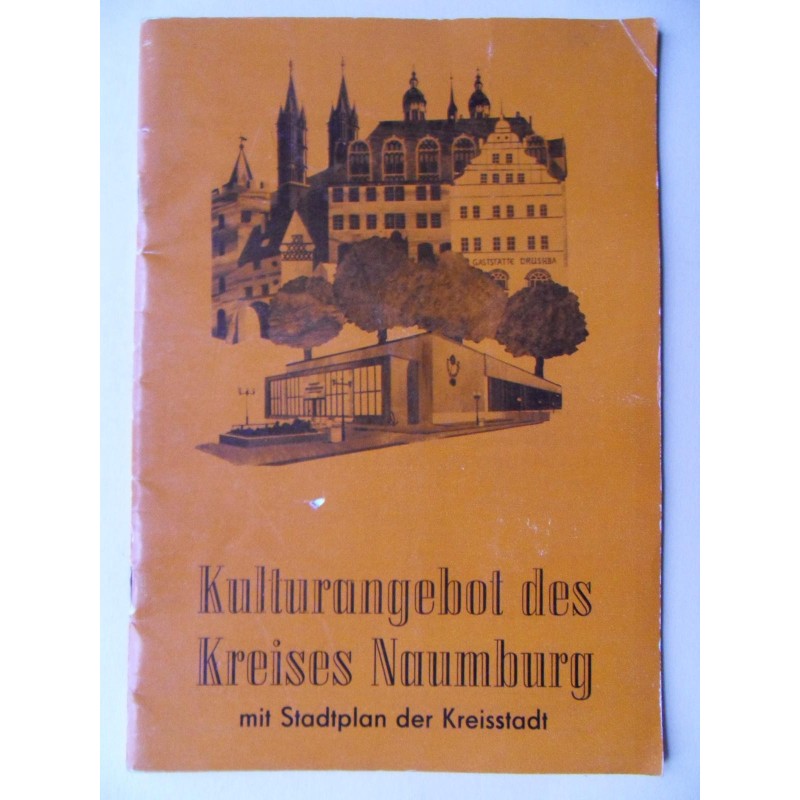 GASTSTÄTTE DRUSHBA
Kulturangebot des
Kreises Naumburg
mit Stadtplan der Kreisstadt